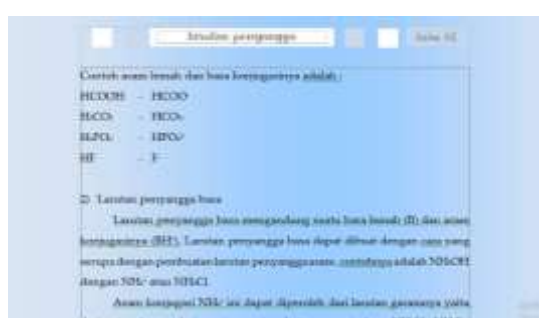 larutan penyangga
kelas XI
Contoh asam lemah dan basa konjugasinya adalah :
HCOOH - HCOO-
H₂CO₃ - HCO₃-
HF - F-
2) Larutan penyangga basa
Larutan penyangga basa mengandung suatu basa lemah (B) dan asam
konjugasinya (BH⁺). Larutan penyangga basa dapat dibuat dengan cara yang
serupa dengan pembuatan larutan penyangga asam, contohnya adalah NH₄OH
dengan NH₄⁺ atau NH₄Cl.
Asam konjugasi NH₄⁺ ini dapat diperoleh dari larutan garamnya yaitu